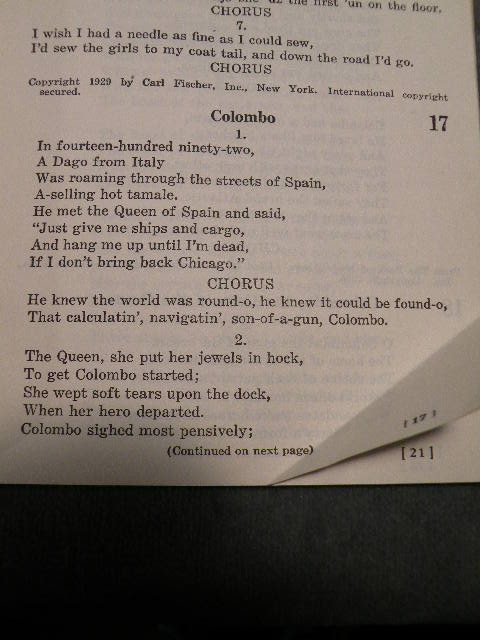 the first 'un on the floor.
CHORUS
7.
I wish I had a needle as fine as I could sew,
I'd sew the girls to my coat tail, and down the road I'd go.
CHORUS
Copyright 1929 by Carl Fischer, Inc., New York. International copyright
secured.
Colombo 17
1.
In fourteen-hundred ninety-two,
A Dago from Italy
Was roaming through the streets of Spain,
A-selling hot tamale.
He met the Queen of Spain and said,
"Just give me ships and cargo,
And hang me up until I'm dead,
If I don't bring back Chicago."
CHORUS
He knew the world was round-o, he knew it could be found-o,
That calculatin', navigatin', son-of-a-gun, Colombo.
2.
The Queen, she put her jewels in hock,
To get Colombo started;
She wept soft tears upon the dock,
When her hero departed.
Colombo sighed most pensively;
(Continued on next page)
[ 17 ]
[ 21 ]